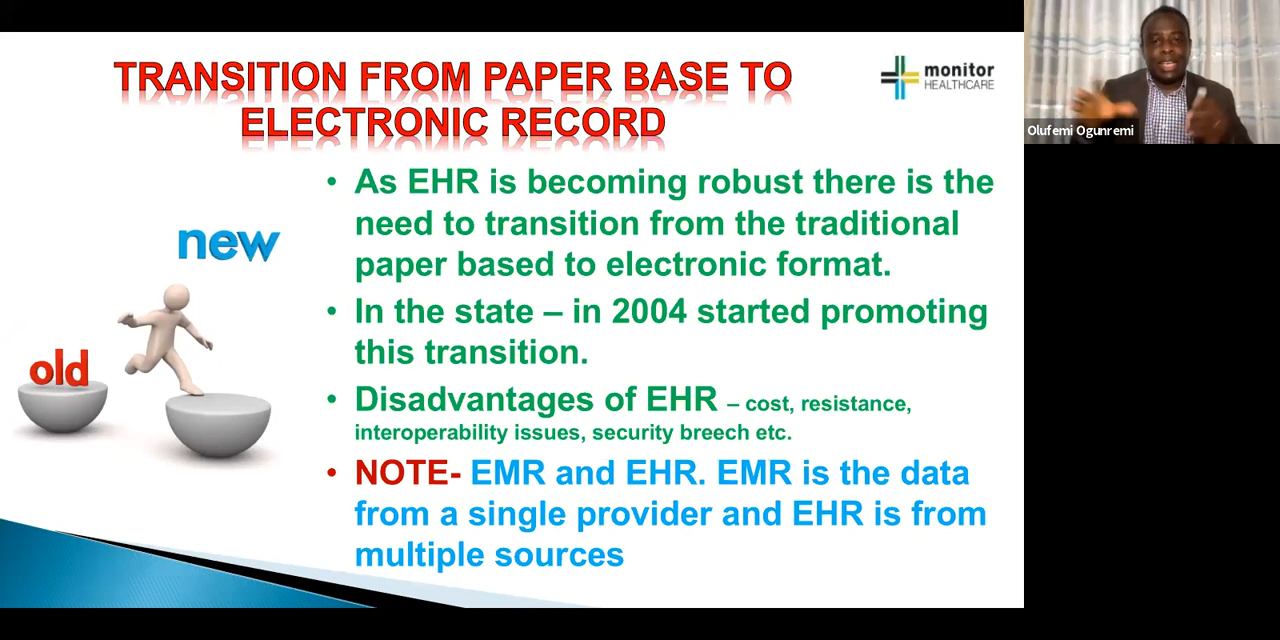 TRANSITION FROM PAPER BASE TO
ELECTRONIC RECORD
monitor
HEALTHCARE
Olufemi Ogunremi
• As EHR is becoming robust there is the
need to transition from the traditional
paper based to electronic format.
• In the state – in 2004 started promoting
this transition.
• Disadvantages of EHR – cost, resistance,
interoperability issues, security breech etc.
• NOTE- EMR and EHR. EMR is the data
from a single provider and EHR is from
multiple sources
new
old